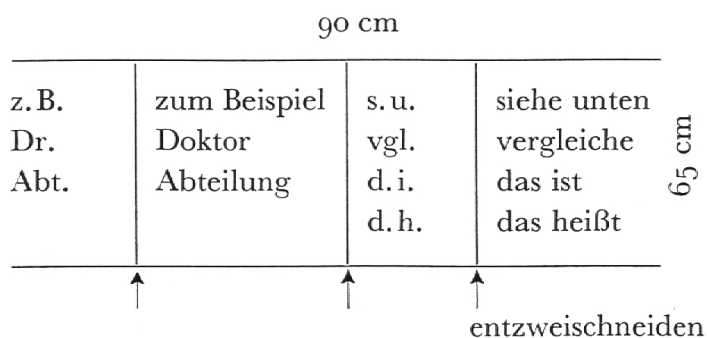 90 cm
z. B. zum Beispiel s. u. siehe unten
Dr. Doktor vgl. vergleiche
Abt. Abteilung d. i. das ist
d. h. das heißt
65 cm
entzweischneiden